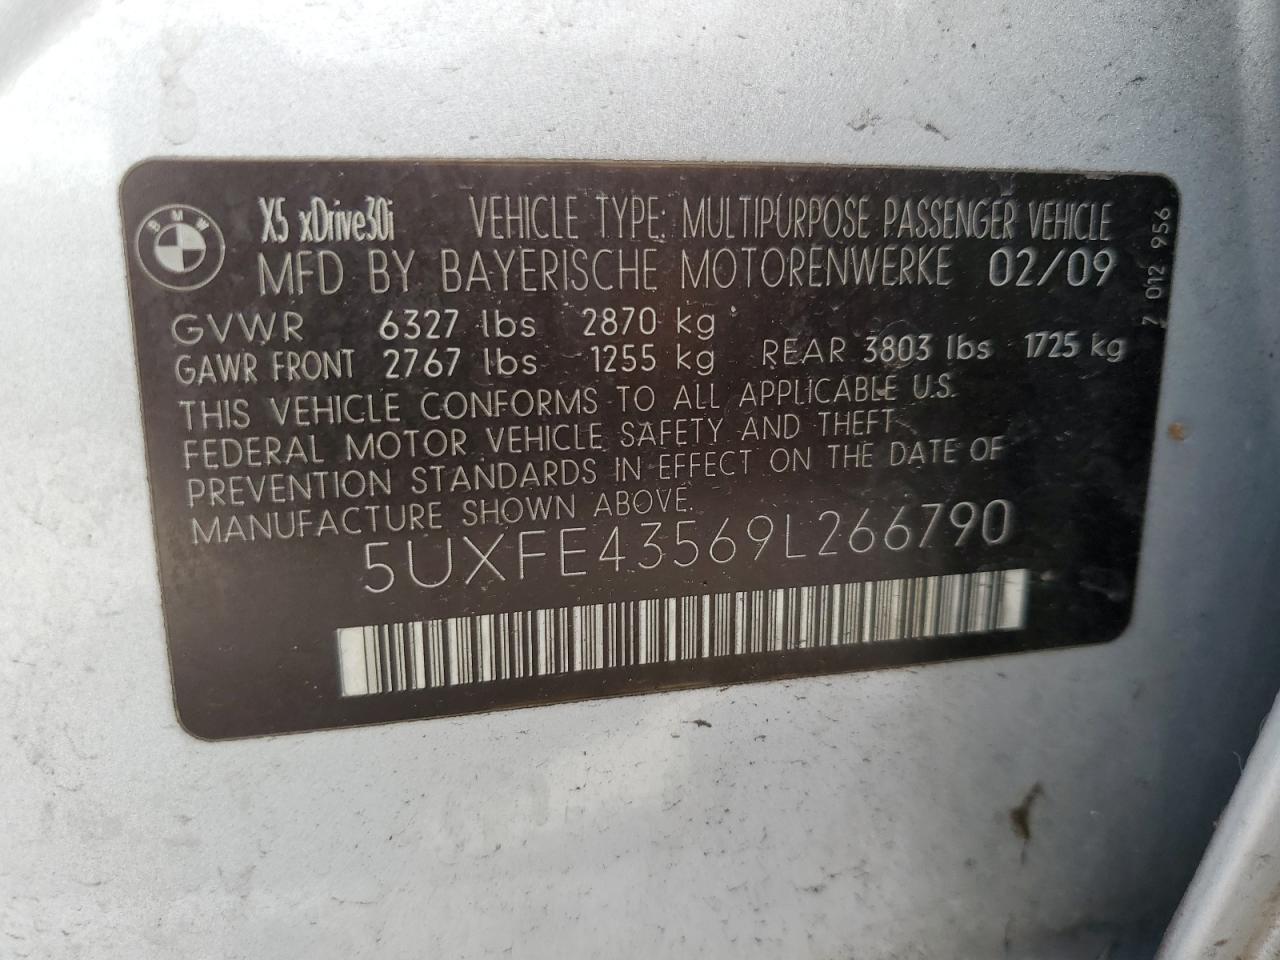 BMW
X5 xDrive30i VEHICLE TYPE: MULTIPURPOSE PASSENGER VEHICLE
MFD BY BAYERISCHE MOTORENWERKE 02/09
GVWR 6327 lbs 2870 kg
GAWR FRONT 2767 lbs 1255 kg REAR 3803 lbs 1725 kg
THIS VEHICLE CONFORMS TO ALL APPLICABLE U.S.
FEDERAL MOTOR VEHICLE SAFETY AND THEFT
PREVENTION STANDARDS IN EFFECT ON THE DATE OF
MANUFACTURE SHOWN ABOVE.
5UXFE43569L266790
7 012 956